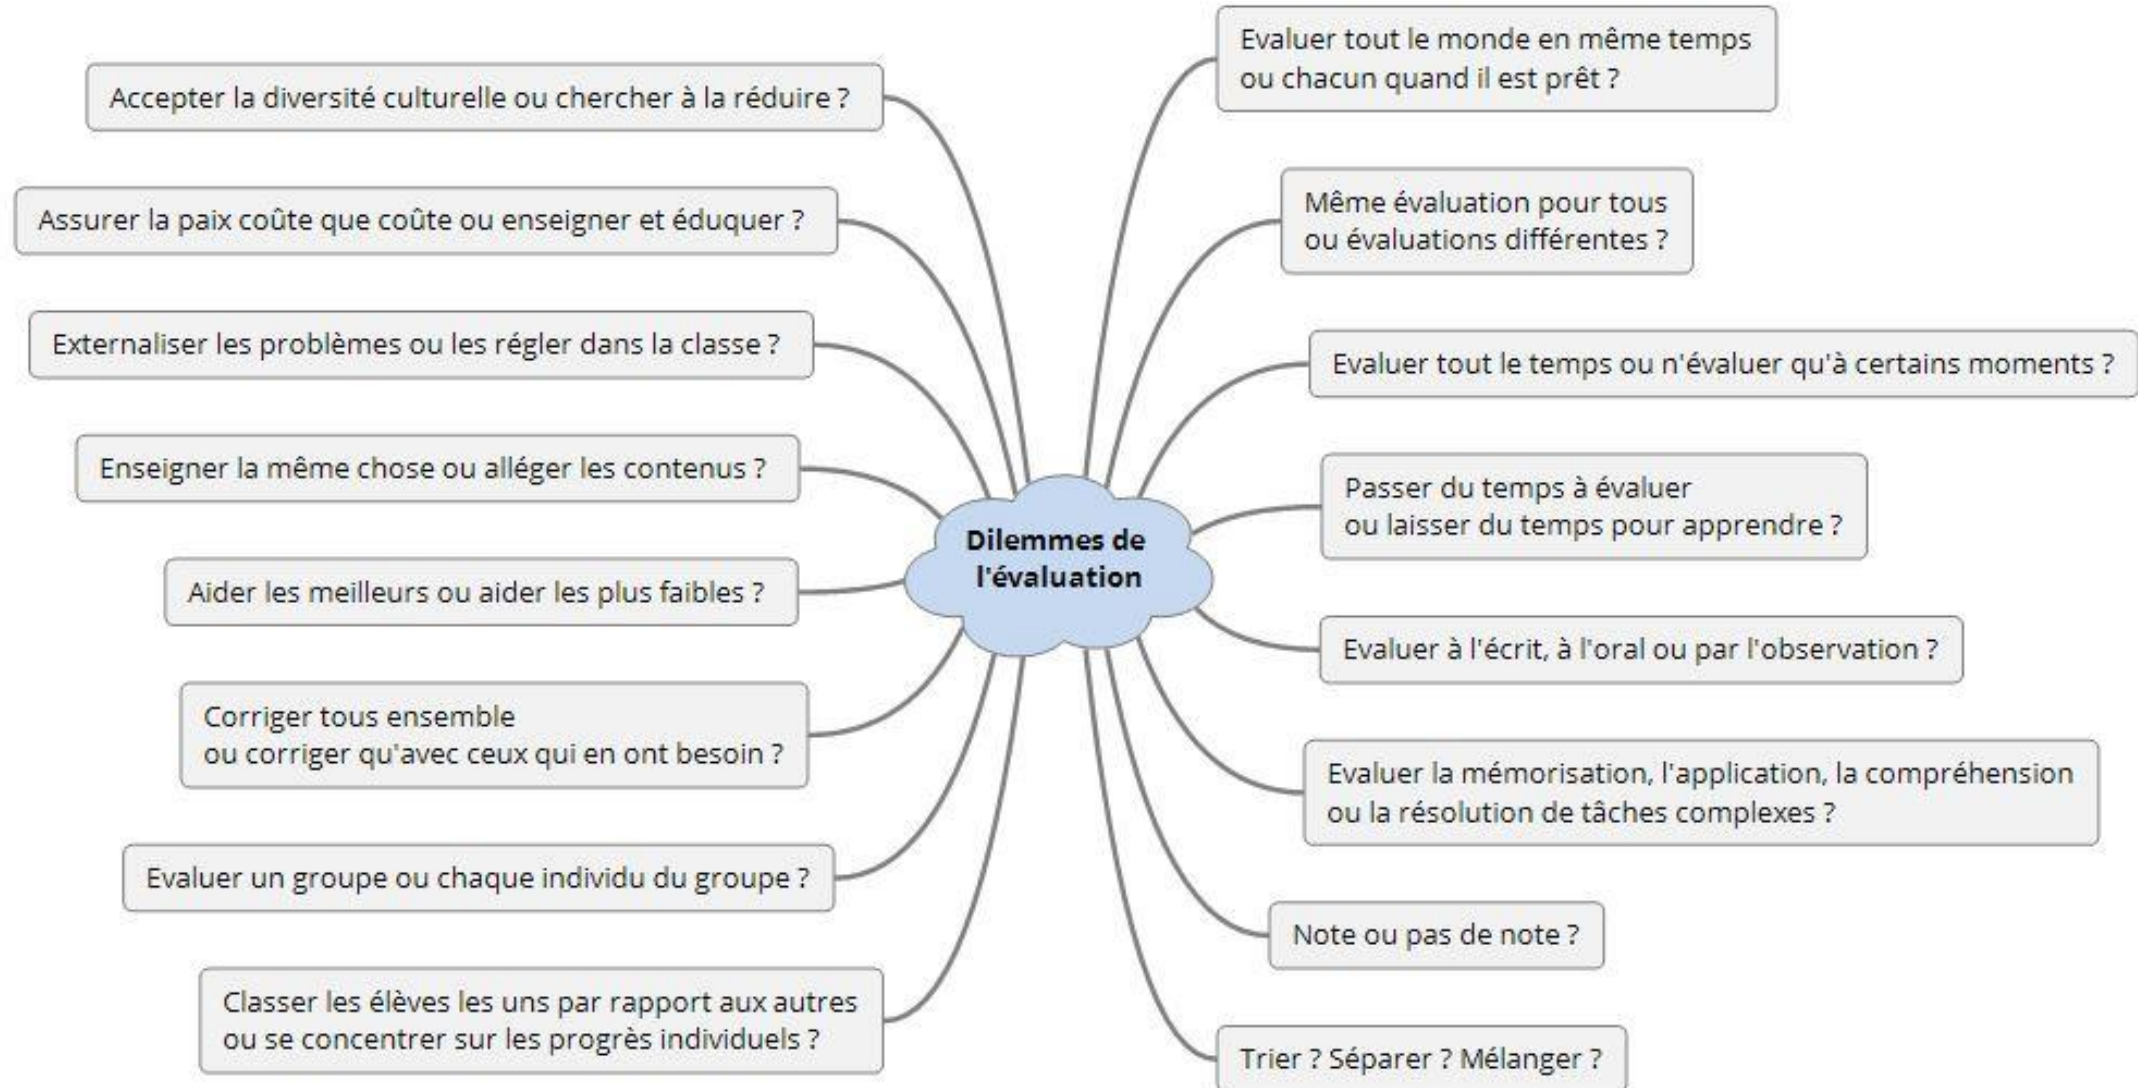 Dilemmes de
l'évaluation
Evaluer tout le monde en même temps
ou chacun quand il est prêt ?
Même évaluation pour tous
ou évaluations différentes ?
Evaluer tout le temps ou n'évaluer qu'à certains moments ?
Passer du temps à évaluer
ou laisser du temps pour apprendre ?
Evaluer à l'écrit, à l'oral ou par l'observation ?
Evaluer la mémorisation, l'application, la compréhension
ou la résolution de tâches complexes ?
Note ou pas de note ?
Trier ? Séparer ? Mélanger ?
Accepter la diversité culturelle ou chercher à la réduire ?
Assurer la paix coûte que coûte ou enseigner et éduquer ?
Externaliser les problèmes ou les régler dans la classe ?
Enseigner la même chose ou alléger les contenus ?
Aider les meilleurs ou aider les plus faibles ?
Corriger tous ensemble
ou corriger qu'avec ceux qui en ont besoin ?
Evaluer un groupe ou chaque individu du groupe ?
Classer les élèves les uns par rapport aux autres
ou se concentrer sur les progrès individuels ?